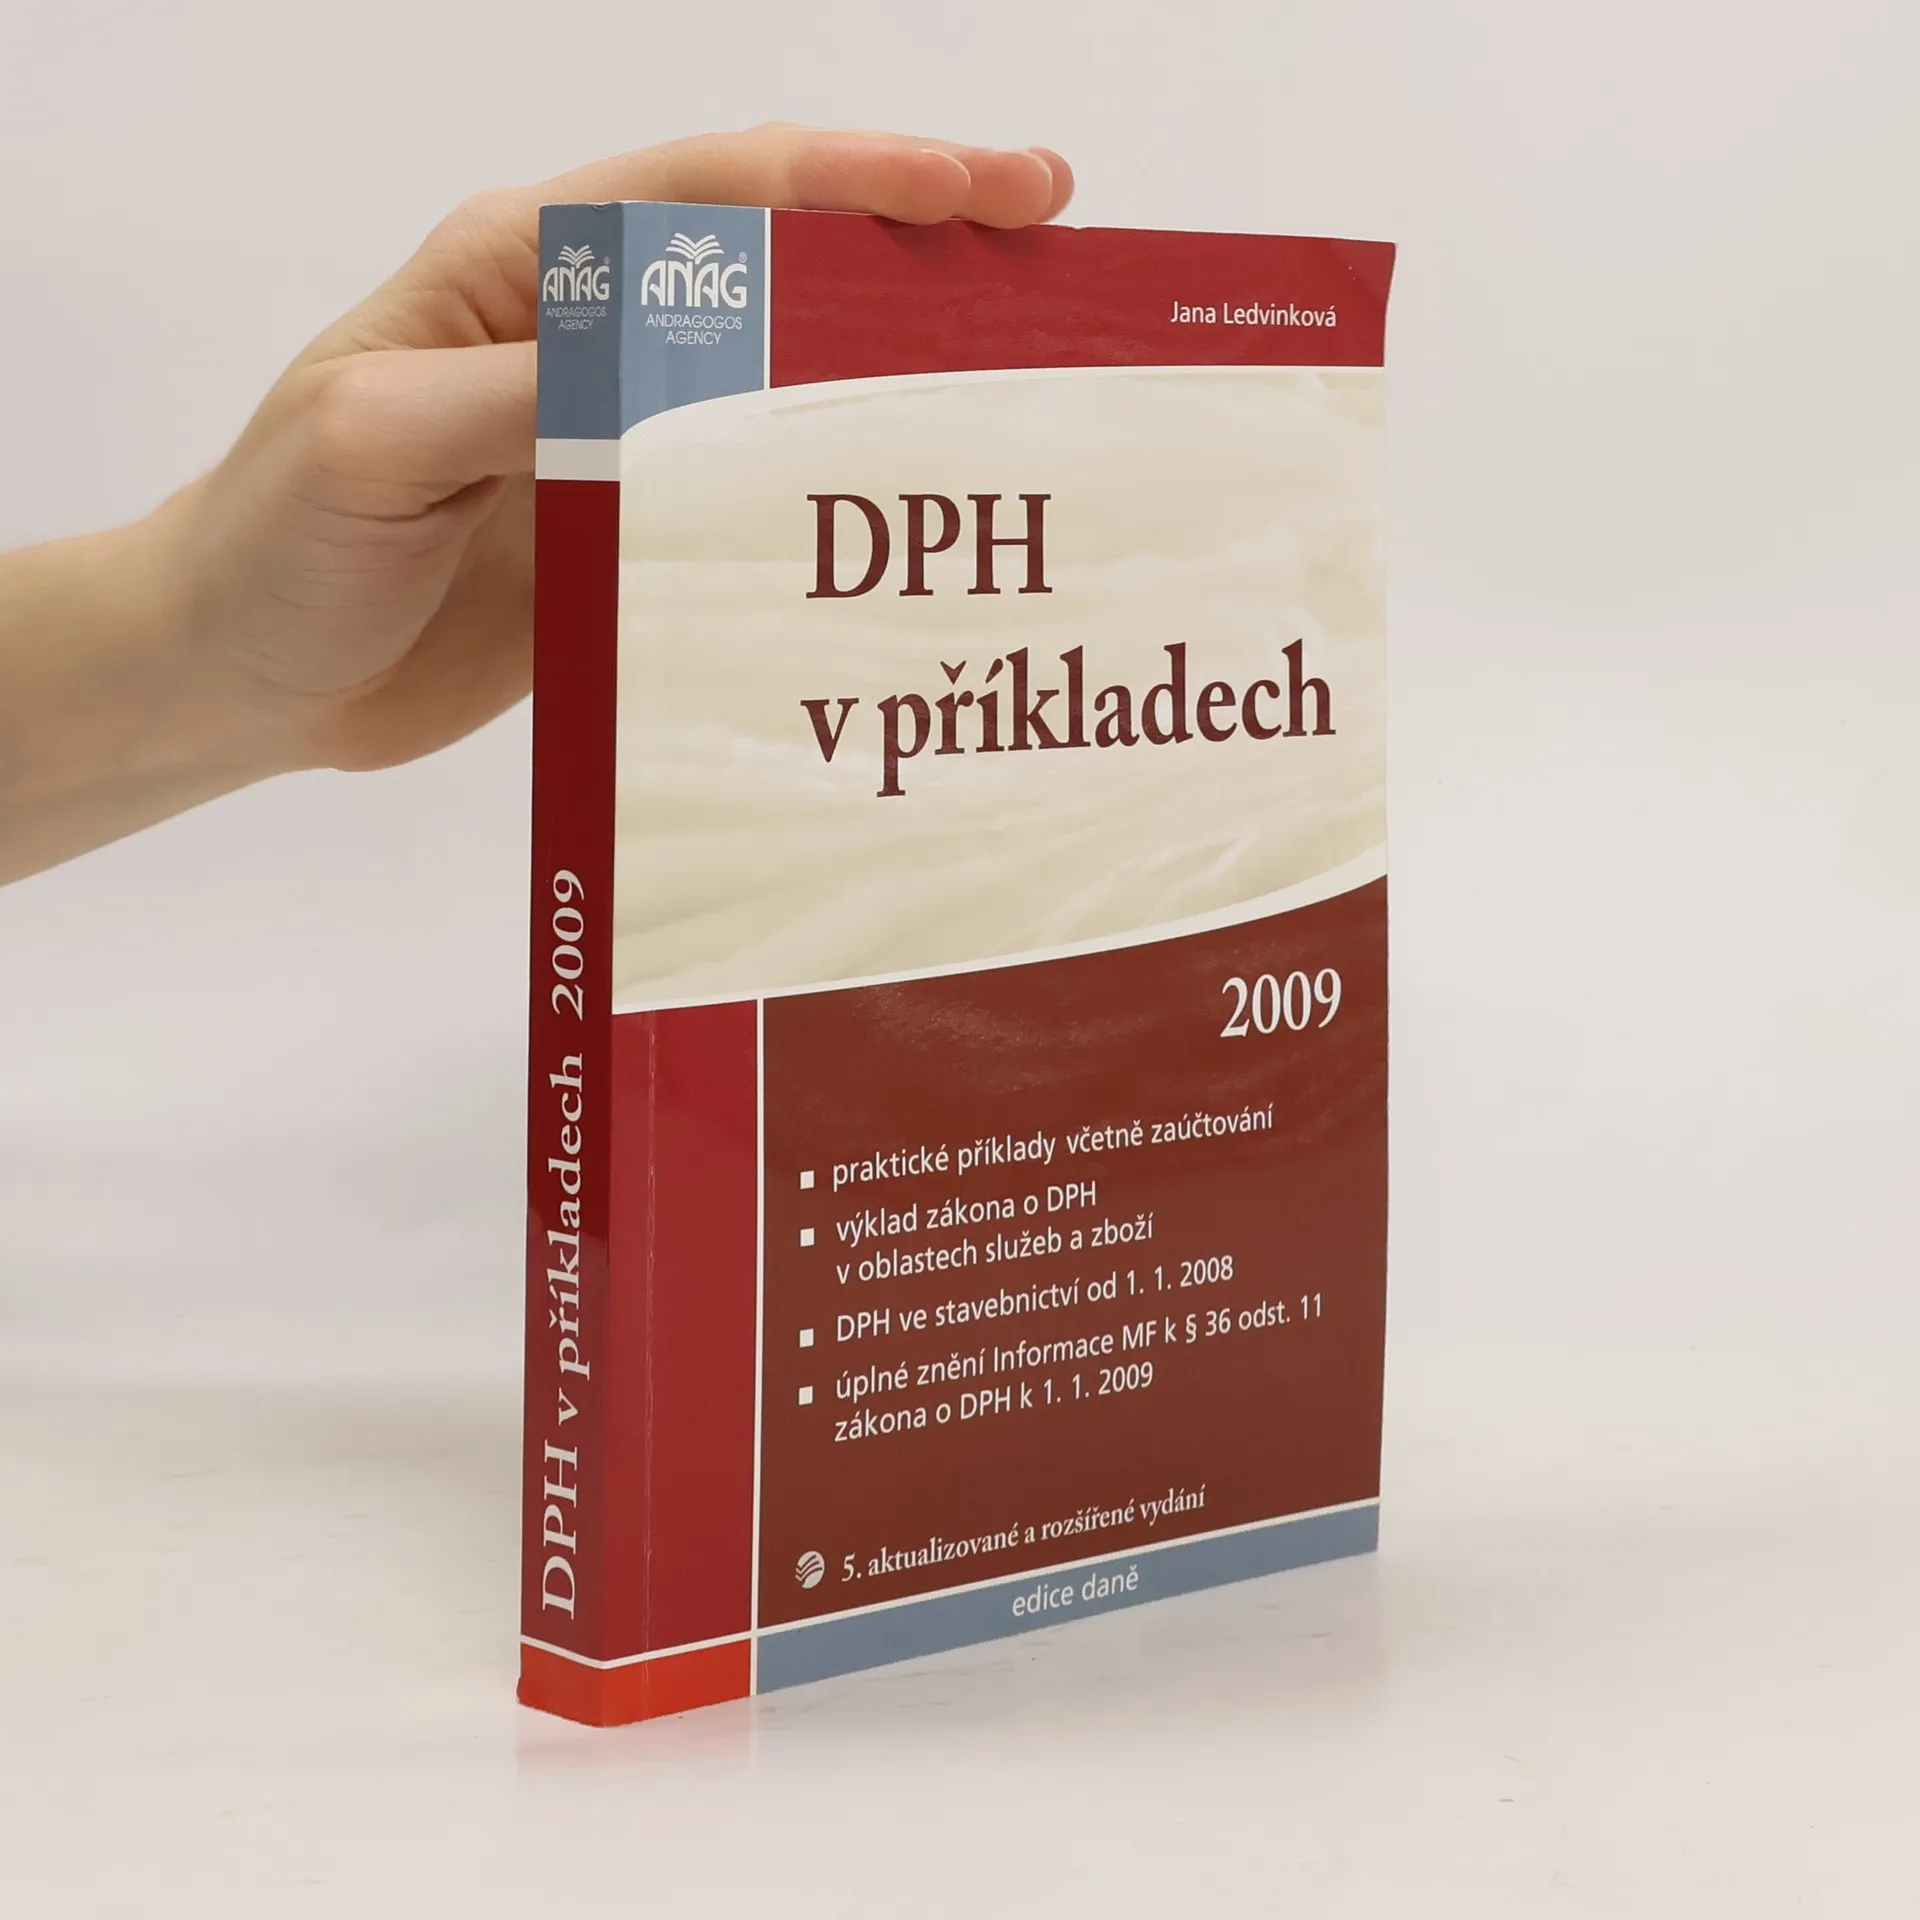 ANAG®
ANDRAGOGOS
AGENCY
DPH v příkladech 2009
ANAG®
ANDRAGOGOS
AGENCY
Jana Ledvinková
DPH
v příkladech
2009
praktické příklady včetně zaúčtování
výklad zákona o DPH
v oblastech služeb a zboží
DPH ve stavebnictví od 1. 1. 2008
úplné znění Informace MF k § 36 odst. 11
zákona o DPH k 1. 1. 2009
5. aktualizované a rozšířené vydání
edice daně